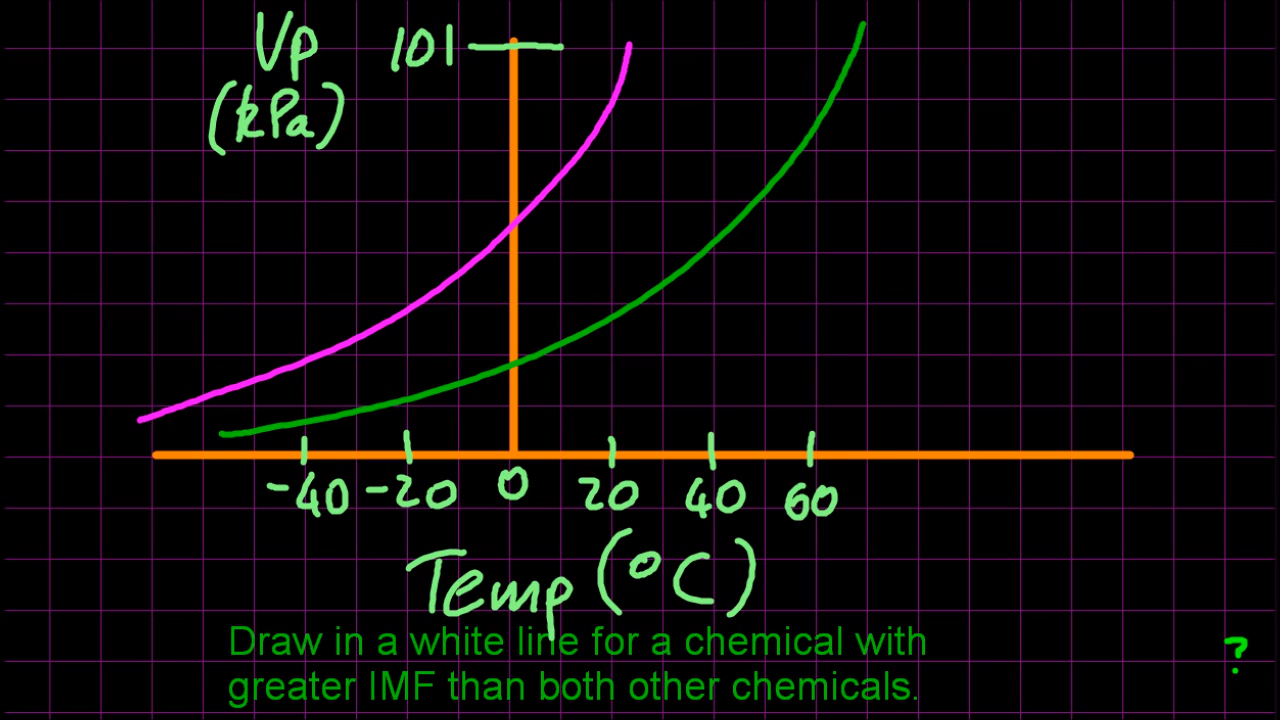 Vp 101
(kPa)
-40 -20 0 20 40 60
Temp (°C)
Draw in a white line for a chemical with
greater IMF than both other chemicals.
?